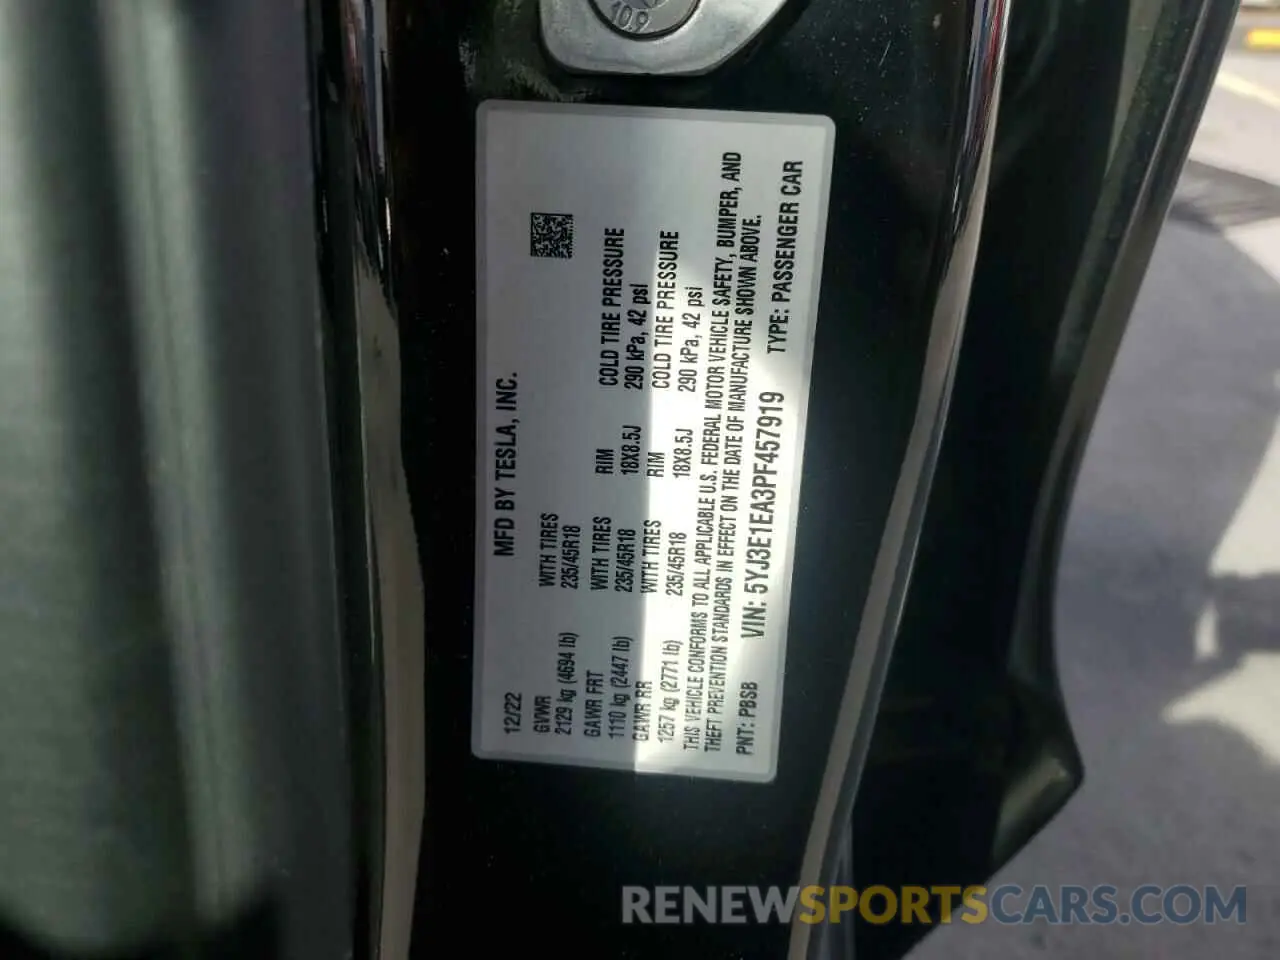 10.9
MFD BY TESLA, INC.
12/22
GVWR WITH TIRES
2129 kg (4694 lb) 235/45R18
GAWR FRT WITH TIRES RIM COLD TIRE PRESSURE
1110 kg (2447 lb) 235/45R18 18X8.5J 290 kPa, 42 psi
GAWR RR WITH TIRES RIM COLD TIRE PRESSURE
1257 kg (2771 lb) 235/45R18 18X8.5J 290 kPa, 42 psi
THIS VEHICLE CONFORMS TO ALL APPLICABLE U.S. FEDERAL MOTOR VEHICLE SAFETY, BUMPER, AND
THEFT PREVENTION STANDARDS IN EFFECT ON THE DATE OF MANUFACTURE SHOWN ABOVE.
PNT: PBSB VIN: 5YJ3E1EA3PF457919 TYPE: PASSENGER CAR
RENEWSPORTSCARS.COM